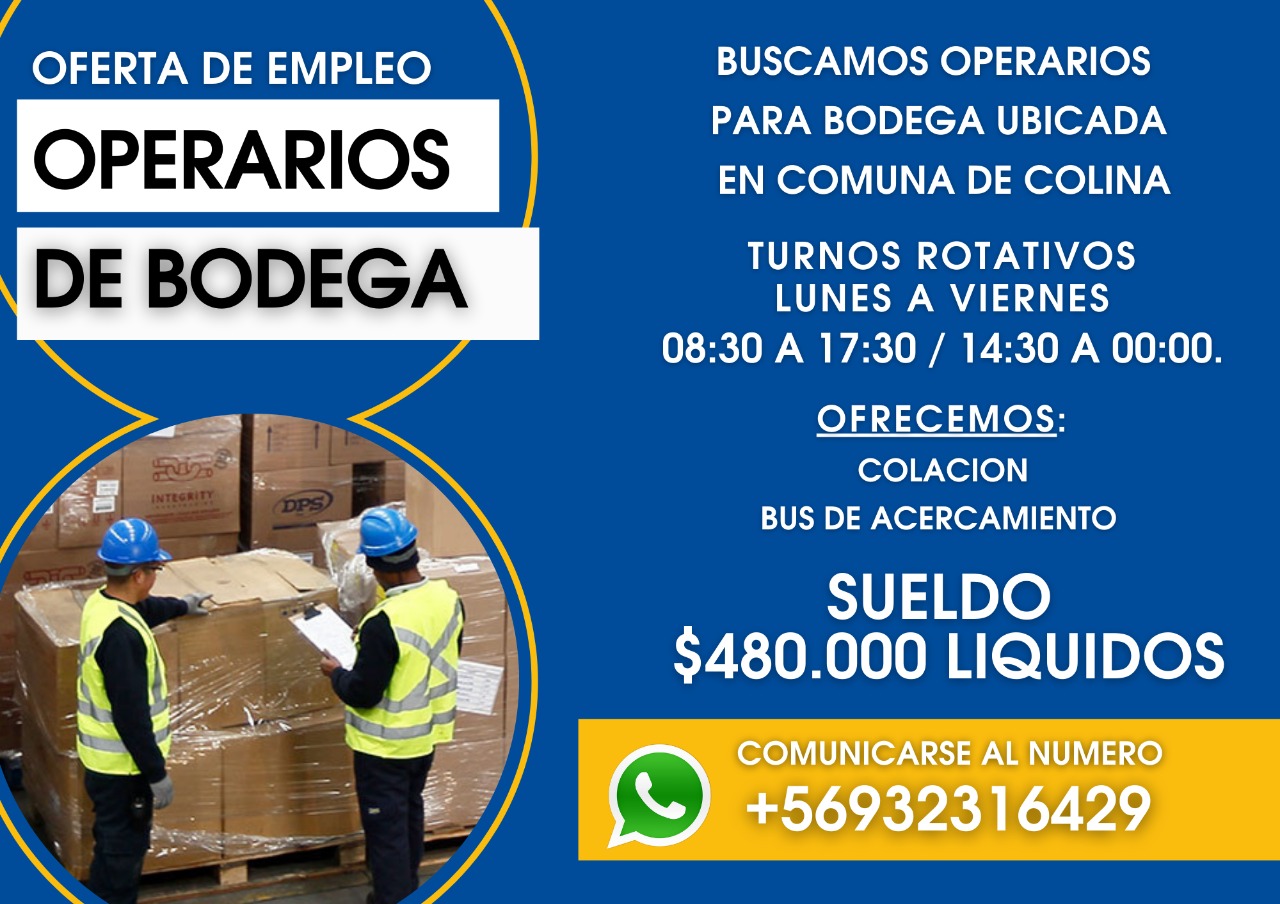 OFERTA DE EMPLEO
OPERARIOS
DE BODEGA
BUSCAMOS OPERARIOS
PARA BODEGA UBICADA
EN COMUNA DE COLINA
TURNOS ROTATIVOS
LUNES A VIERNES
08:30 A 17:30 / 14:30 A 00:00.
OFRECEMOS:
COLACION
BUS DE ACERCAMIENTO
SUELDO
$480.000 LIQUIDOS
COMUNICARSE AL NUMERO
+56932316429
INTEGRITY
DPS